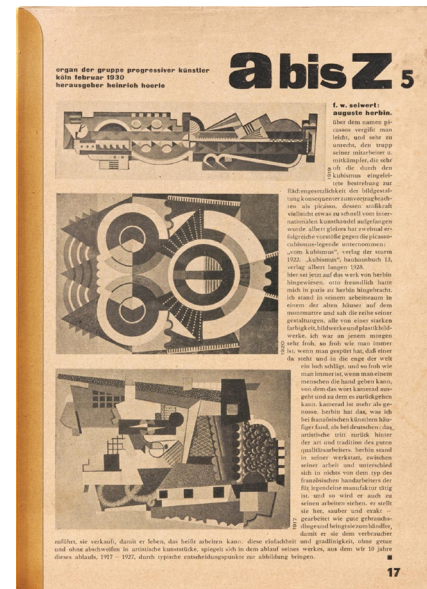 organ der gruppe progressiver künstler
köln februar 1930
herausgeber heinrich hoerle
a bis z 5
f. w. seiwert:
auguste herbin.
über dem namen pi-
casso vergißt man
leicht, und sehr zu
unrecht, den trupp
seiner mitarbeiter u.
mitkämpfer, die sehr
oft die durch den
kubismus eingelei-
tete bestrebung zur
flächengesetzlichkeit der bildgestal-
tung konsequenter zum vortrag brach-
ten als picasso, dessen stoßkraft
vielleicht etwas zu schnell vom inter-
nationalen kunsthandel aufgefangen
wurde. albert gleizes hat zweimal er-
folgreiche vorstöße gegen die picasso-
cubismus-legende unternommen:
„vom kubismus“, verlag der sturm
1922. „kubismus“, bauhausbuch 13,
verlag albert langen 1928.
hier sei jetzt auf das werk von herbin
hingewiesen. otto freundlich hatte
mich in paris zu herbin hingebracht.
ich stand in seinem arbeitsraum in
einem der alten häuser auf dem
montmartre und sah die reihe seiner
gestaltungen, alle von einer starken
farbigkeit, bildwerke und plastikbild-
werke. ich war an jenem morgen
sehr froh, so froh wie man immer
ist, wenn man gespürt hat, daß einer
da steht und in die enge der welt
ein loch schlägt. und so froh wie
man immer ist, wenn man einem
menschen die hand geben kann,
von dem das wort kamerad aus-
geht und zu dem es zurückgehen
kann. kamerad ist mehr als ge-
nosse. herbin hat das, was ich
bei französischen künstlern häu-
figer fand, als bei deutschen: das
artistische tritt zurück hinter
der art und tradition des guten
qualitätsarbeiters. herbin stand
in seiner werkstatt, zwischen
seiner arbeit und unterschied
sich in nichts von dem typ des
französischen handarbeiters der
für irgendeine manufaktur tätig
ist. und so wird er auch zu
seinen arbeiten stehen. er stellt
sie her, sauber und exakt –
gearbeitet wie gute gebrauchs-
dinge und bringt sie zum händler,
damit er sie dem verbraucher
zuführt, sie verkauft, damit er leben, das heißt arbeiten kann. diese einfachheit und gradlinigkeit, ohne getue
und ohne abschweifen in artistische kunststücke, spiegelt sich in dem ablauf seines werkes, aus dem wir 10 jahre
dieses ablaufs, 1917 – 1927, durch typische entscheidungspunkte zur abbildung bringen.
17